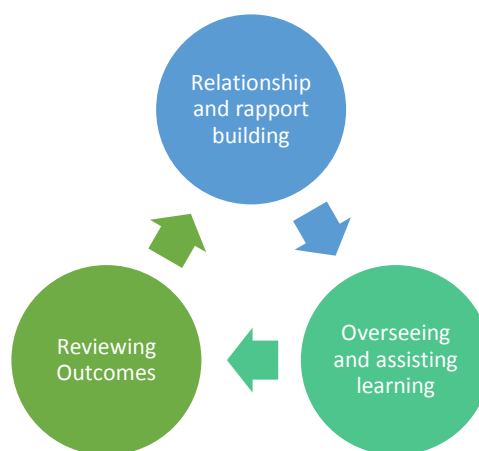 Relationship
and rapport
building
Overseeing
and assisting
learning
Reviewing
Outcomes